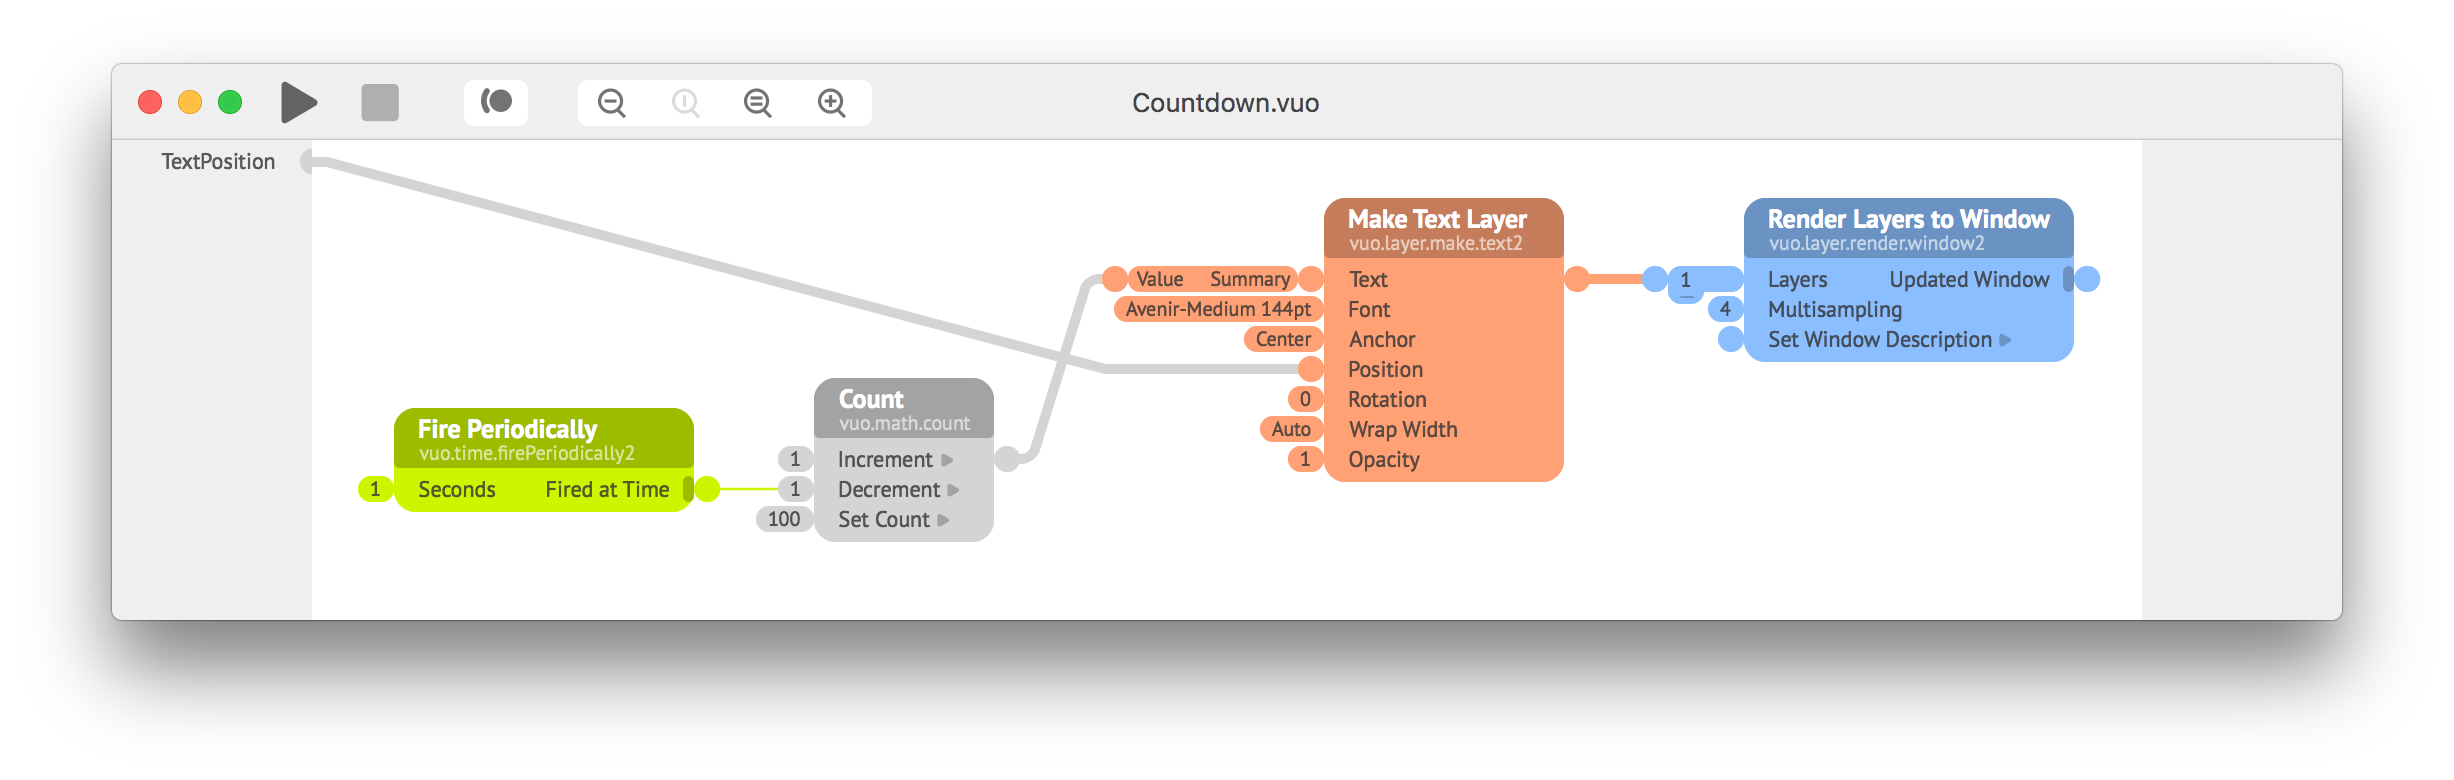 Countdown.vuo
TextPosition
Make Text Layer
vuo.layer.make.text2
Value Summary Text
Avenir-Medium 144pt Font
Center Anchor
Position
0 Rotation
Auto Wrap Width
1 Opacity
Render Layers to Window
vuo.layer.render.window2
1 Layers Updated Window
4 Multisampling
Set Window Description
Count
vuo.math.count
1 Increment
1 Decrement
100 Set Count
Fire Periodically
vuo.time.firePeriodically2
1 Seconds Fired at Time